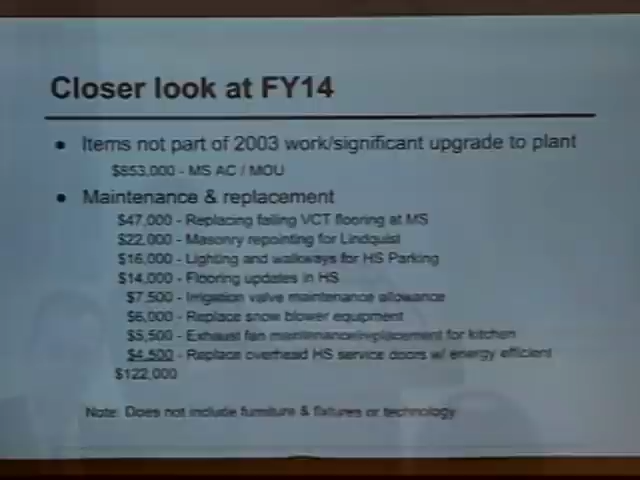 Closer look at FY14
• Items not part of 2003 work/significant upgrade to plant
$853,000 - MS AC / MOU
• Maintenance & replacement
$47,000 - Replacing failing VCT flooring at MS
$22,000 - Masonry repointing for Lindquist
$16,000 - Lighting and walkways for HS Parking
$14,000 - Flooring updates in HS
$7,500 - Irrigation valve maintenance allowance
$6,000 - Replace snow blower equipment
$5,500 - Exhaust fan maintenance/replacement for kitchen
$4,500 - Replace overhead HS service doors w/ energy efficient
$122,000
Note: Does not include furniture & fixtures or technology